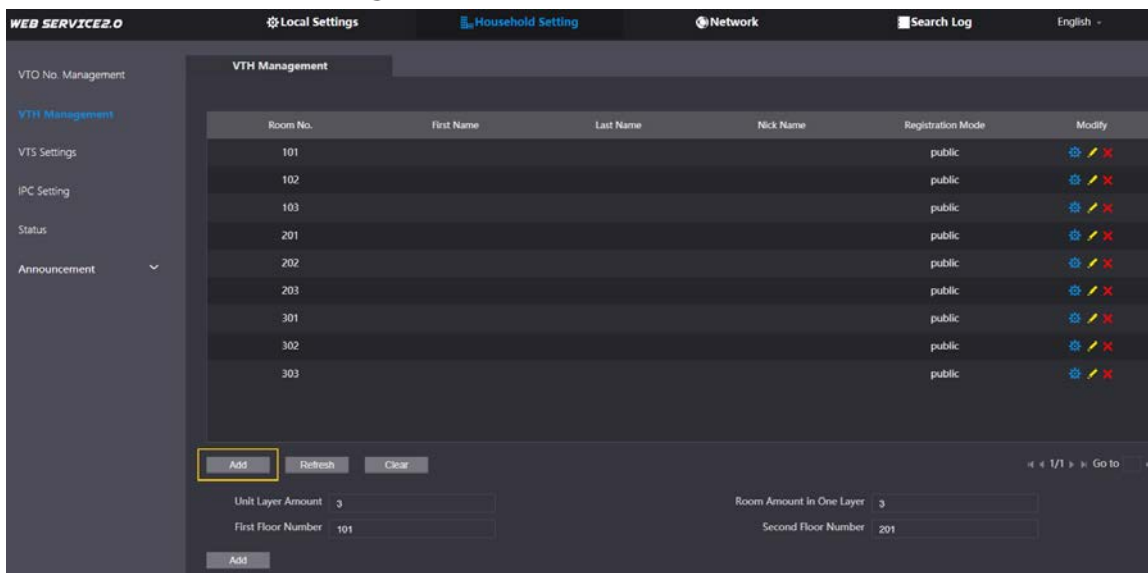 WEB SERVICE2.0 Local Settings Household Setting Network Search Log English
VTO No. Management
VTH Management
VTS Settings
IPC Setting
Status
Announcement
VTH Management
Room No. First Name Last Name Nick Name Registration Mode Modify
101 public
102 public
103 public
201 public
202 public
203 public
301 public
302 public
303 public
Add Refresh Clear 1/1 Go to
Unit Layer Amount 3 Room Amount in One Layer 3
First Floor Number 101 Second Floor Number 201
Add